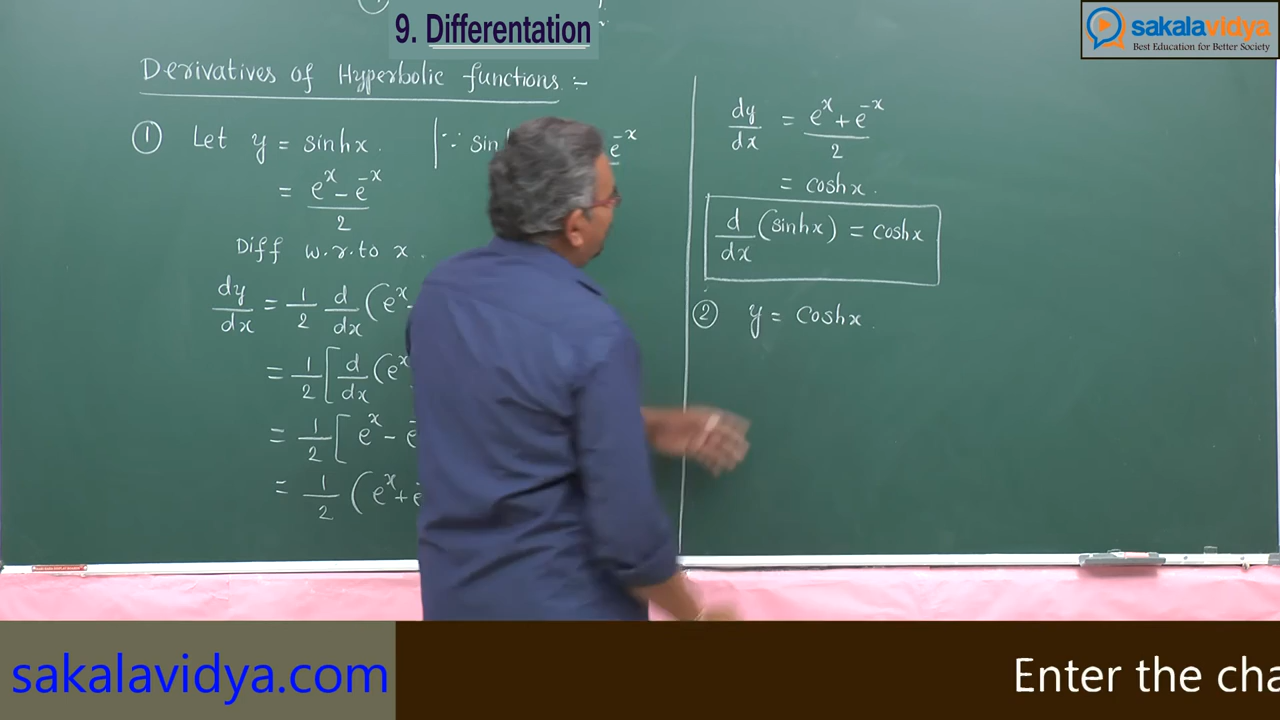 9. Differentation
sakalavidya
Best Education for Better Society
Derivatives of Hyperbolic functions :-
① Let y = sinhx. | ∵ sin e^-x
= (e^x - e^-x)/2
Diff w.r.to x.
dy/dx = 1/2 d/dx (e^x -
= 1/2 [ d/dx (e^x
= 1/2 [ e^x - e
= 1/2 ( e^x + e
dy/dx = (e^x + e^-x)/2
= coshx.
d/dx (sinhx) = coshx
② y = coshx.
sakalavidya.com
Enter the cha